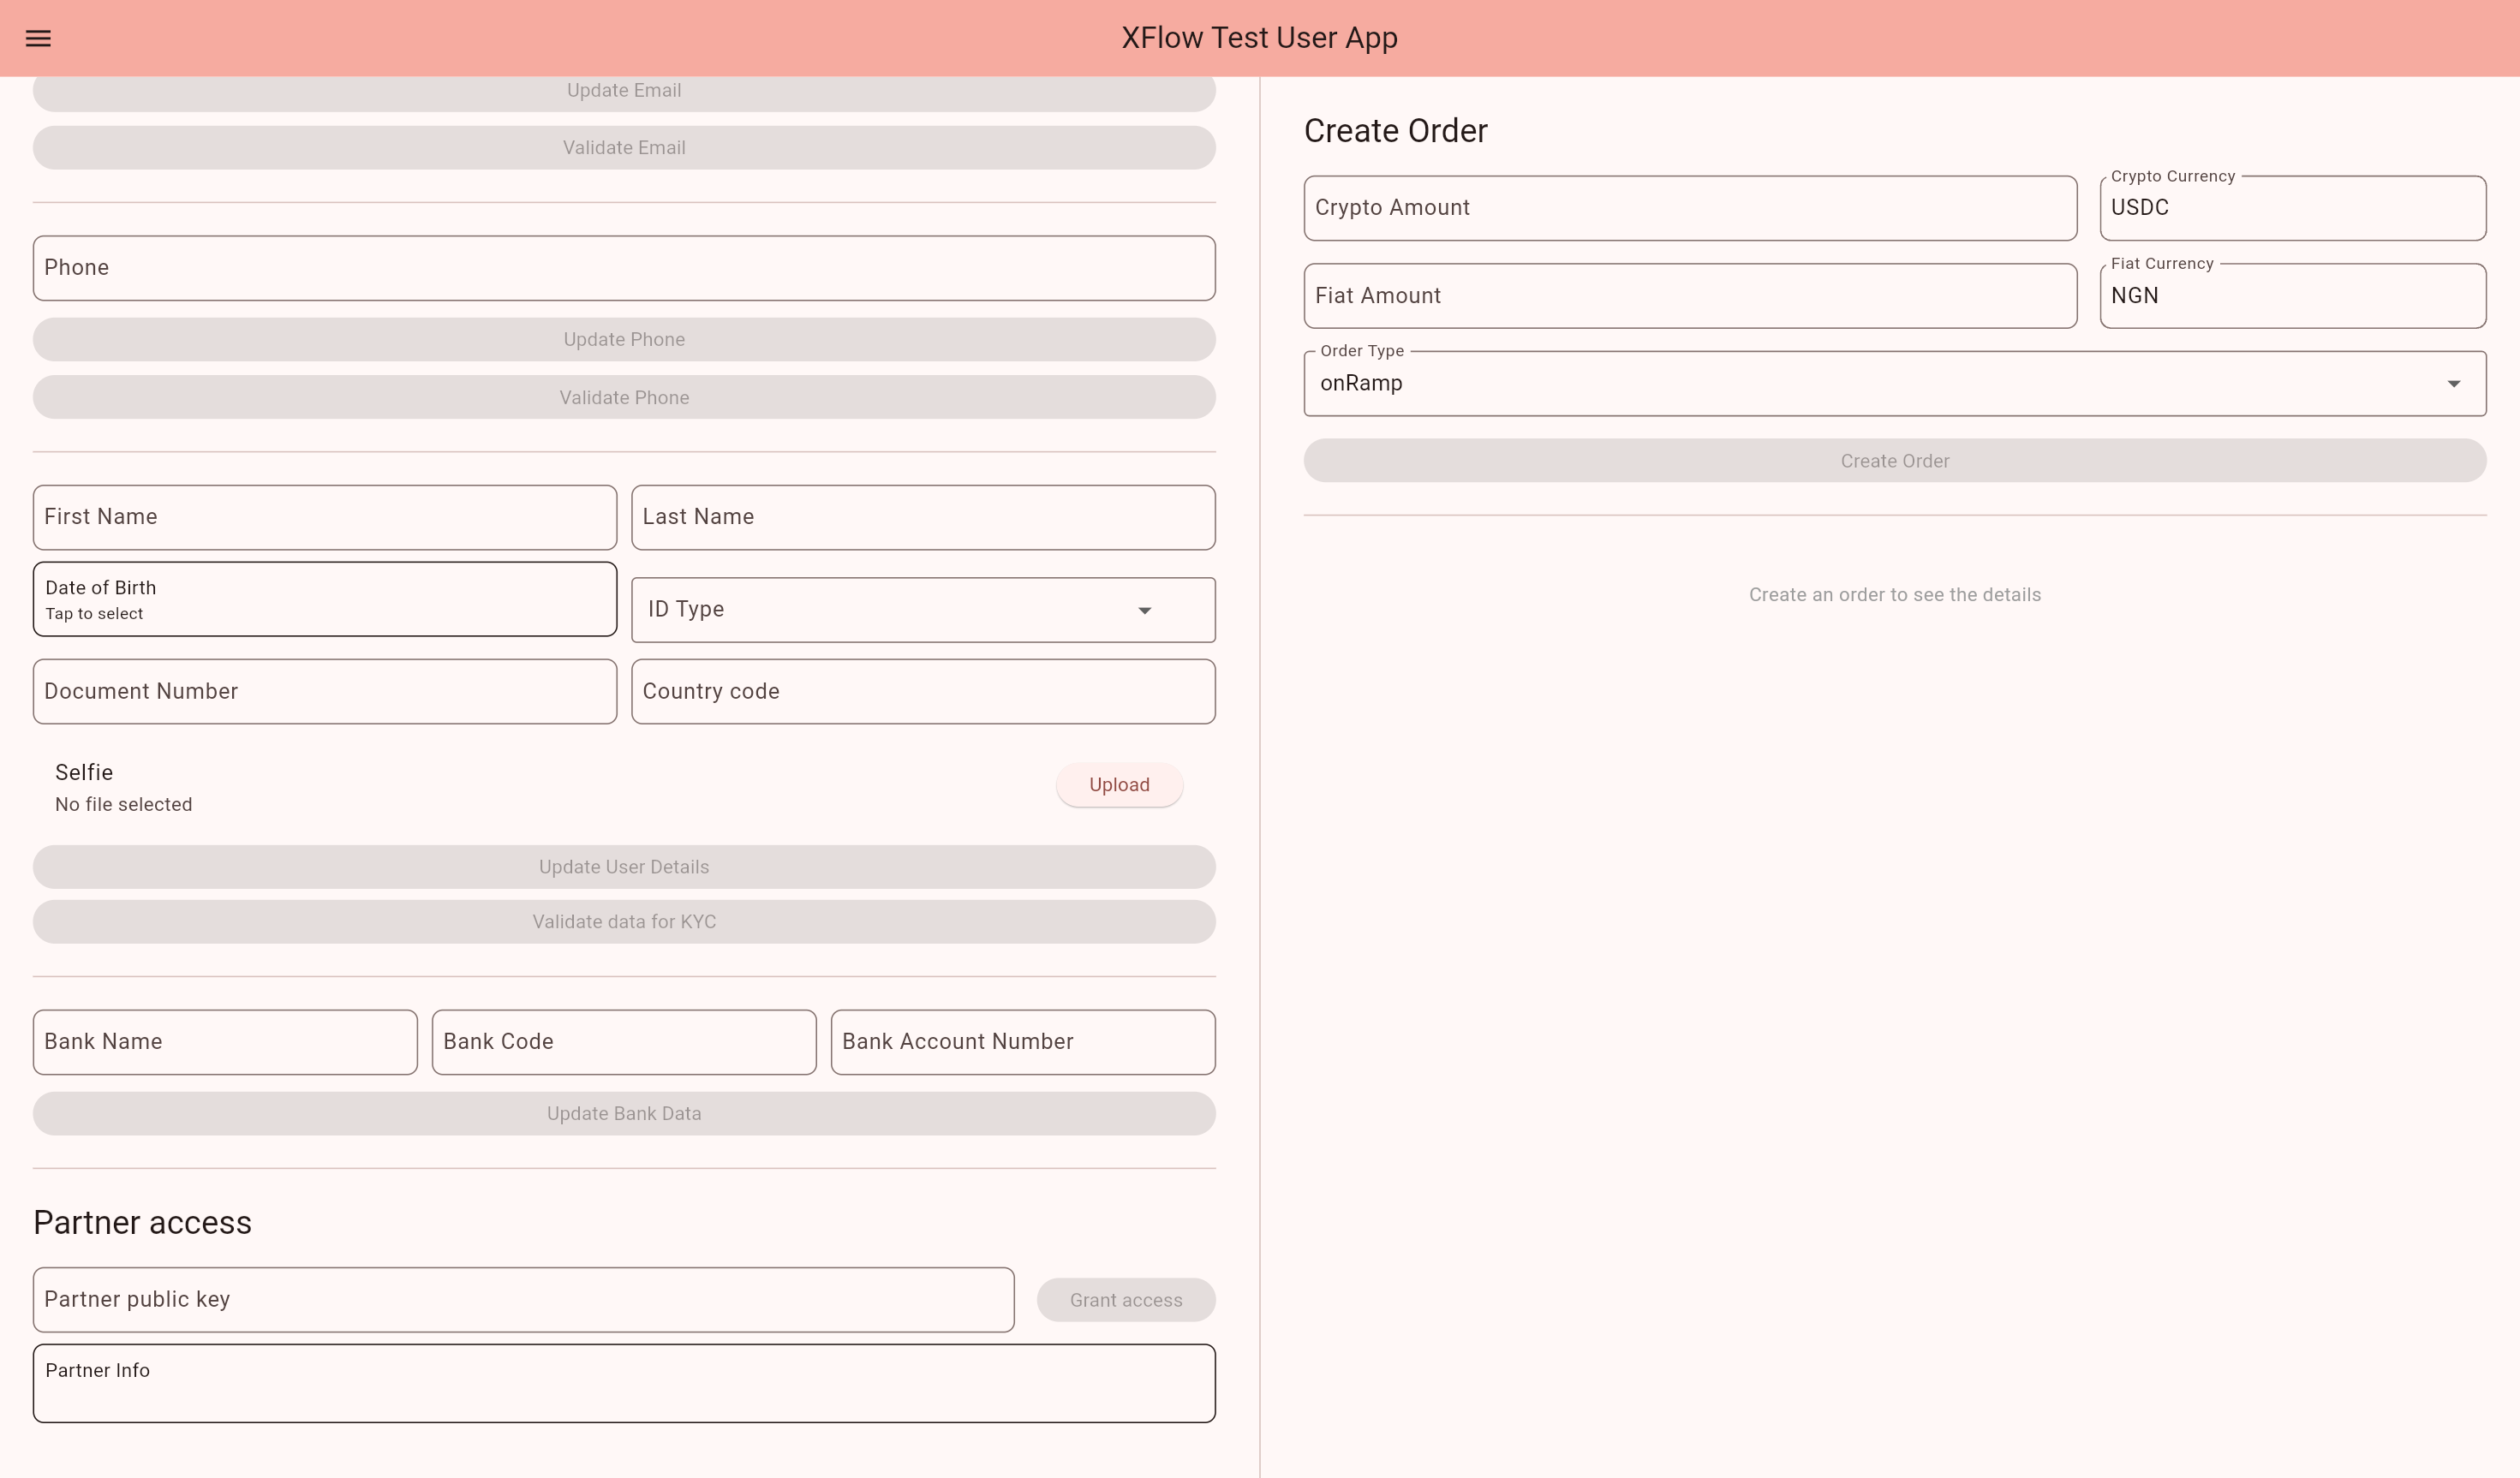 XFlow Test User App
Update Email
Validate Email
Phone
Update Phone
Validate Phone
First Name
Last Name
Date of Birth
Tap to select
ID Type
Document Number
Country code
Selfie
No file selected
Upload
Update User Details
Validate data for KYC
Bank Name
Bank Code
Bank Account Number
Update Bank Data
Partner access
Partner public key
Grant access
Partner Info
Create Order
Crypto Amount
Crypto Currency
USDC
Fiat Amount
Fiat Currency
NGN
Order Type
onRamp
Create Order
Create an order to see the details